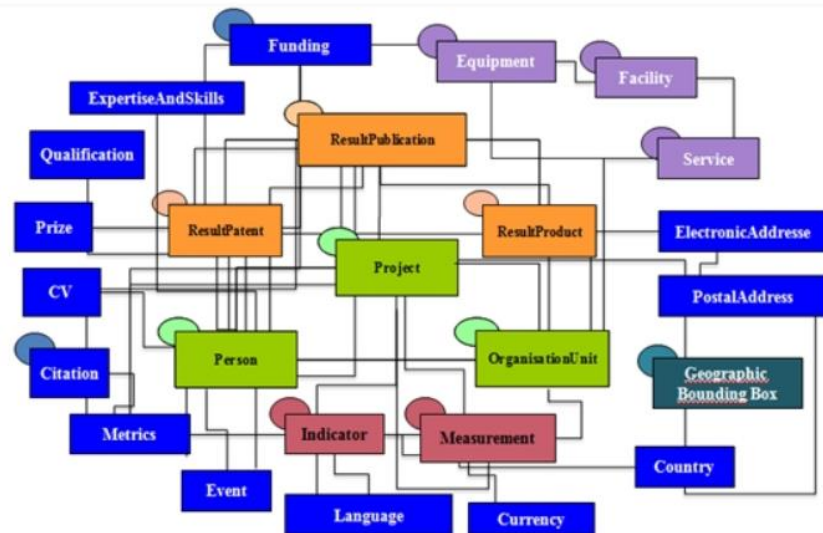 Funding
Equipment
Facility
ExpertiseAndSkills
ResultPublication
Qualification
Service
Prize
ResultPatent
ResultProduct
ElectronicAddresse
Project
CV
PostalAddress
Person
OrganisationUnit
Citation
Geographic
Bounding Box
Metrics
Indicator
Measurement
Country
Event
Language
Currency